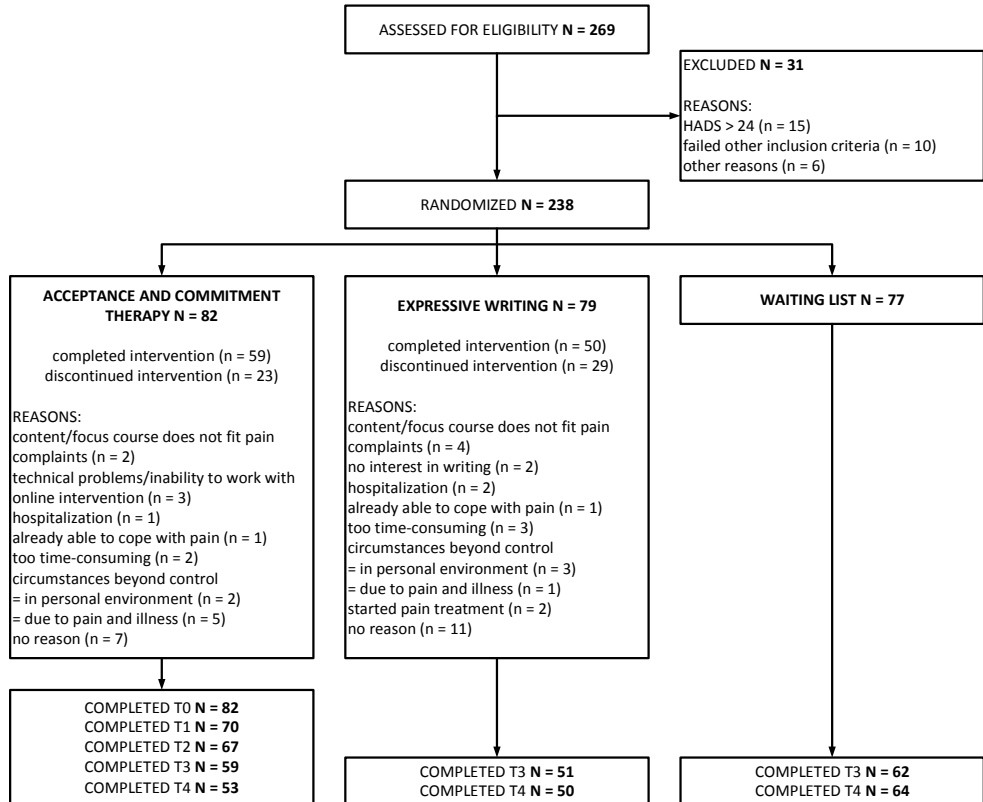 ASSESSED FOR ELIGIBILITY N = 269
EXCLUDED N = 31
REASONS:
HADS > 24 (n = 15)
failed other inclusion criteria (n = 10)
other reasons (n = 6)
RANDOMIZED N = 238
ACCEPTANCE AND COMMITMENT
THERAPY N = 82
completed intervention (n = 59)
discontinued intervention (n = 23)
REASONS:
content/focus course does not fit pain
complaints (n = 2)
technical problems/inability to work with
online intervention (n = 3)
hospitalization (n = 1)
already able to cope with pain (n = 1)
too time-consuming (n = 2)
circumstances beyond control
= in personal environment (n = 2)
= due to pain and illness (n = 5)
no reason (n = 7)
EXPRESSIVE WRITING N = 79
completed intervention (n = 50)
discontinued intervention (n = 29)
REASONS:
content/focus course does not fit pain
complaints (n = 4)
no interest in writing (n = 2)
hospitalization (n = 2)
already able to cope with pain (n = 1)
too time-consuming (n = 3)
circumstances beyond control
= in personal environment (n = 3)
= due to pain and illness (n = 1)
started pain treatment (n = 2)
no reason (n = 11)
WAITING LIST N = 77
COMPLETED T0 N = 82
COMPLETED T1 N = 70
COMPLETED T2 N = 67
COMPLETED T3 N = 59
COMPLETED T4 N = 53
COMPLETED T3 N = 51
COMPLETED T4 N = 50
COMPLETED T3 N = 62
COMPLETED T4 N = 64